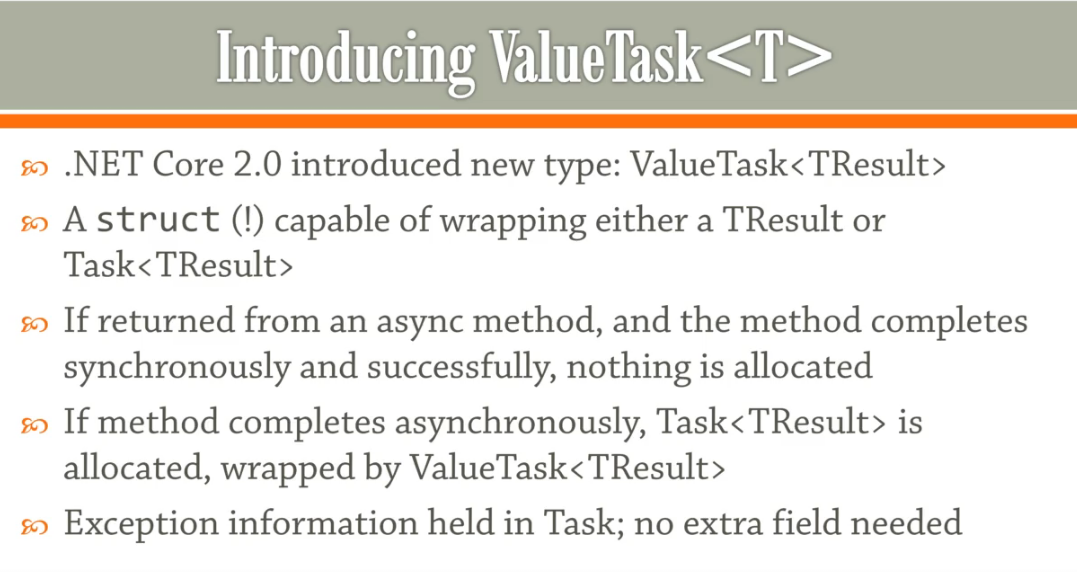 Introducing ValueTask<T>
.NET Core 2.0 introduced new type: ValueTask<TResult>
A struct (!) capable of wrapping either a TResult or
Task<TResult>
If returned from an async method, and the method completes
synchronously and successfully, nothing is allocated
If method completes asynchronously, Task<TResult> is
allocated, wrapped by ValueTask<TResult>
Exception information held in Task; no extra field needed